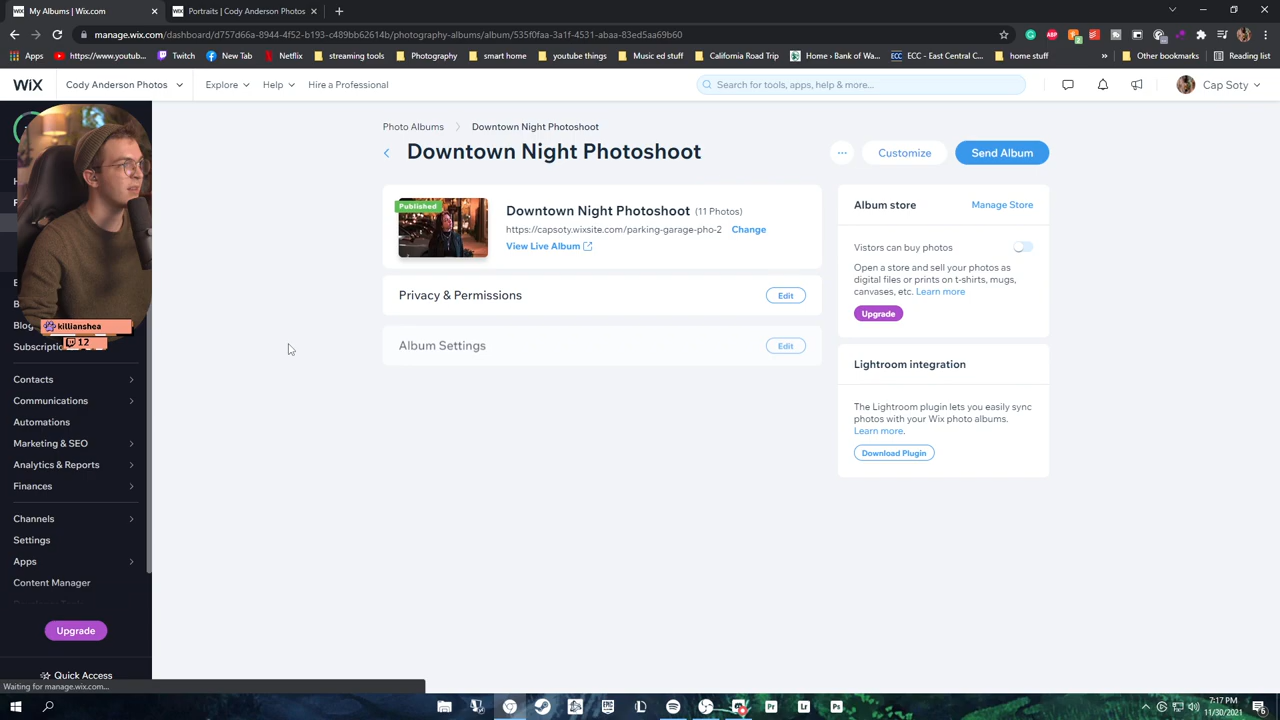 My Albums | Wix.com
Portraits | Cody Anderson Photos
manage.wix.com/dashboard/d757d66a-8944-4f52-b193-c489bb62614b/photography-albums/album/535f0faa-3a1f-4531-abaa-83ed5aa69b60
Apps
https://www.youtub...
Twitch
New Tab
Netflix
streaming tools
Photography
smart home
youtube things
Music ed stuff
California Road Trip
Home › Bank of Wa...
ECC - East Central C...
home stuff
Other bookmarks
Reading list
WiX
Cody Anderson Photos
Explore
Help
Hire a Professional
Search for tools, apps, help & more...
Cap Soty
Photo Albums
Downtown Night Photoshoot
Downtown Night Photoshoot
Customize
Send Album
Published
Downtown Night Photoshoot (11 Photos)
https://capsoty.wixsite.com/parking-garage-pho-2 Change
View Live Album
Privacy & Permissions
Edit
Album Settings
Edit
Album store
Manage Store
Vistors can buy photos
Open a store and sell your photos as
digital files or prints on t-shirts, mugs,
canvases, etc. Learn more
Upgrade
Lightroom integration
The Lightroom plugin lets you easily sync
photos with your Wix photo albums.
Learn more.
Download Plugin
killianshea
12
Blog
Subscriptio
Contacts
Communications
Automations
Marketing & SEO
Analytics & Reports
Finances
Channels
Settings
Apps
Content Manager
Upgrade
Quick Access
Waiting for manage.wix.com...
7:17 PM
11/30/2021